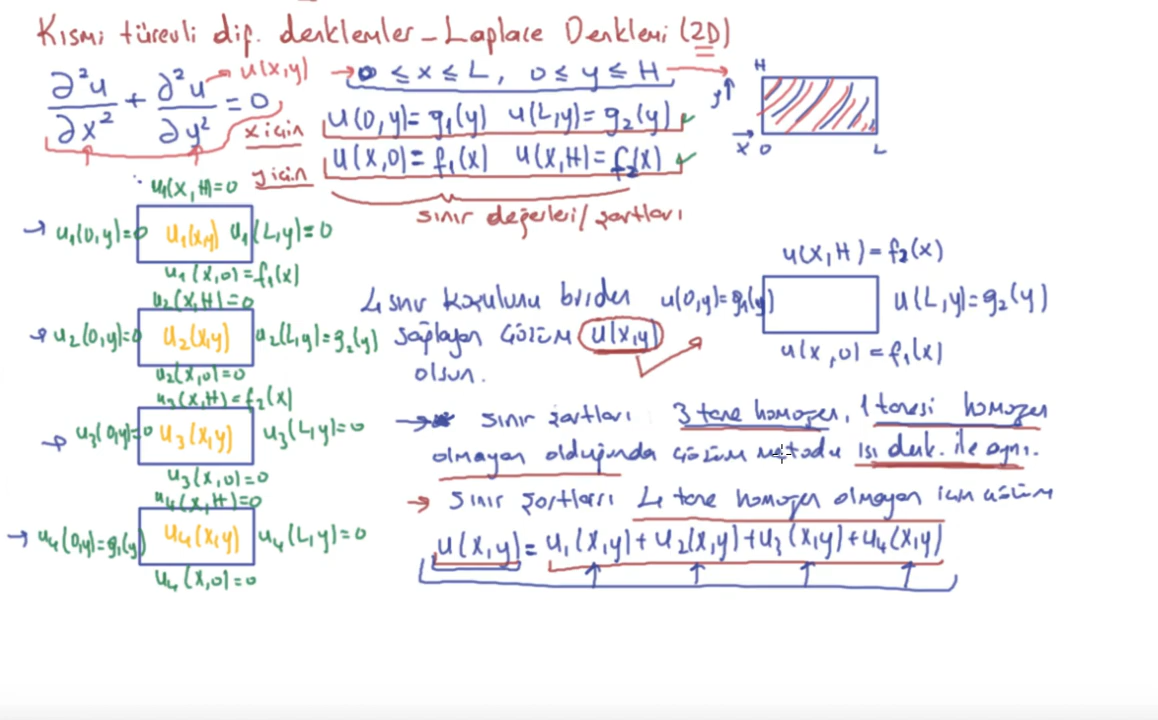 Kısmi türevli dif. denklemler - Laplace Denklemi (2D)
∂²u/∂x² + ∂²u/∂y² = 0 → u(x,y) → 0 ≤ x ≤ L, 0 ≤ y ≤ H
x için u(0,y)=g₁(y) u(L,y)=g₂(y)
y için u(x,0)=f₁(x) u(x,H)=f₂(x)
sınır değerleri/şartları
H
y
x 0 L
u₁(x,H)=0
→ u₁(0,y)=0 u₁(x,y) u₁(L,y)=0
u₁(x,0)=f₁(x)
u₂(x,H)=0
→ u₂(0,y)=0 u₂(x,y) u₂(L,y)=g₂(y)
u₂(x,0)=0
u₃(x,H)=f₂(x)
→ u₃(0,y)=0 u₃(x,y) u₃(L,y)=0
u₃(x,0)=0
u₄(x,H)=0
→ u₄(0,y)=g₁(y) u₄(x,y) u₄(L,y)=0
u₄(x,0)=0
4 sınır koşulunu birden
sağlayan çözüm u(x,y)
olsun.
u(x,H)=f₂(x)
u(0,y)=g₁(y) u(L,y)=g₂(y)
u(x,0)=f₁(x)
→ sınır şartları 3 tane homojen, 1 tanesi homojen
olmayan olduğunda çözüm metodu ısı denk. ile aynı.
→ Sınır şartları 4 tane homojen olmayan için çözüm
u(x,y)= u₁(x,y)+u₂(x,y)+u₃(x,y)+u₄(x,y)